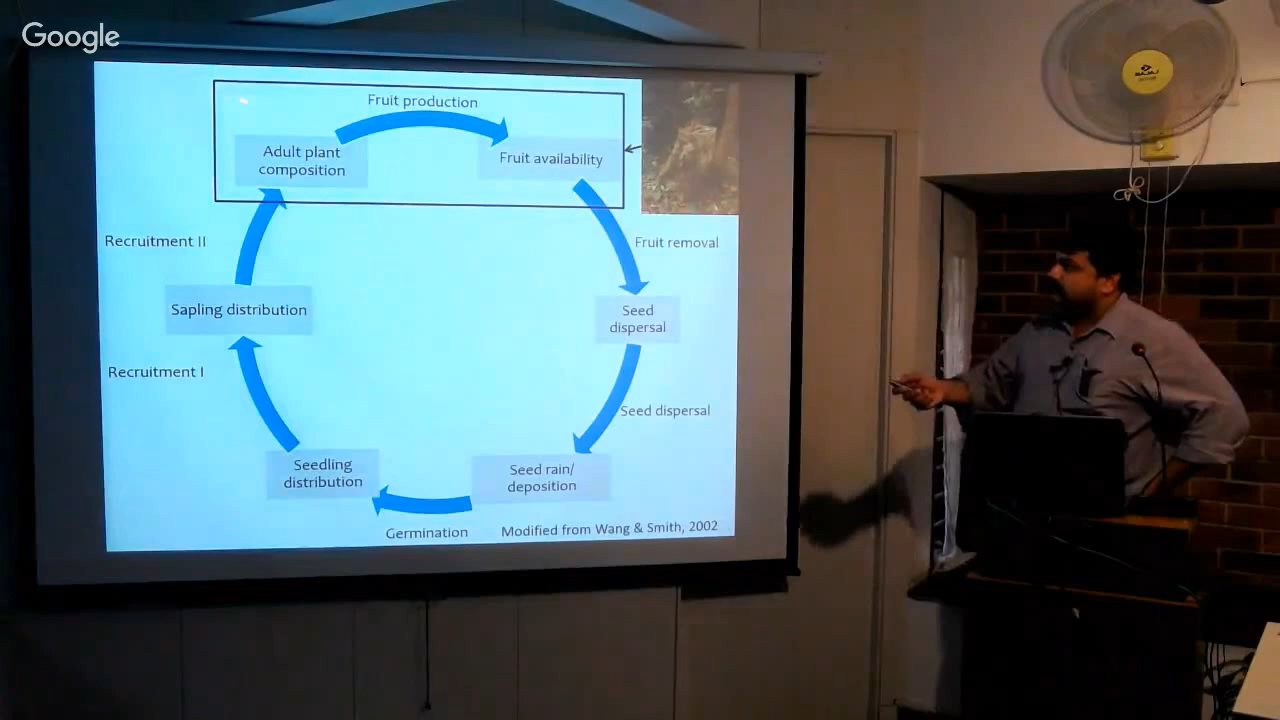 Google
Fruit production
Adult plant
composition
Fruit availability
Recruitment II
Fruit removal
Sapling distribution
Seed
dispersal
Recruitment I
Seed dispersal
Seedling
distribution
Seed rain/
deposition
Germination
Modified from Wang & Smith, 2002
BAJAJ